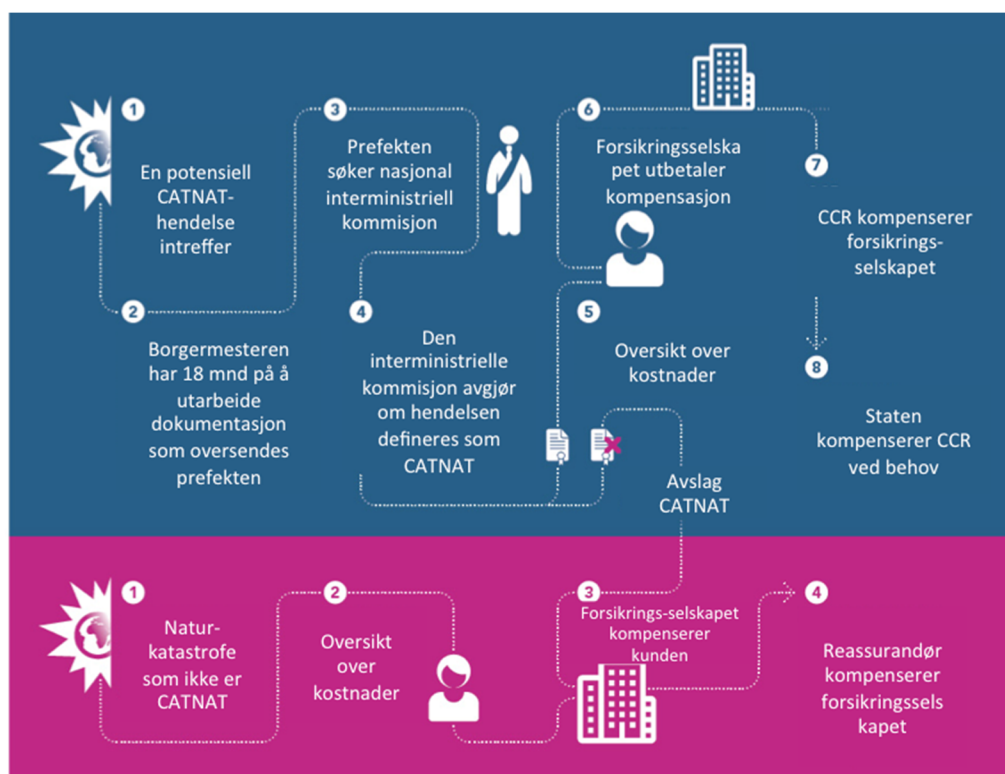 1
En potensiell
CATNAT-
hendelse
intreffer
2
Borgermesteren
har 18 mnd på å
utarbeide
dokumentasjon
som oversendes
prefekten
3
Prefekten
søker nasjonal
interministriell
kommisjon
4
Den
interministrielle
kommisjon avgjør
om hendelsen
defineres som
CATNAT
5
Oversikt over
kostnader
6
Forsikringsselska
pet utbetaler
kompensasjon
7
CCR kompenserer
forsikrings-
selskapet
8
Staten
kompenserer CCR
ved behov
Avslag
CATNAT
1
Natur-
katastrofe
som ikke er
CATNAT
2
Oversikt
over
kostnader
3
Forsikrings-selskapet
kompenserer
kunden
4
Reassurandør
kompenserer
forsikringssels
kapet